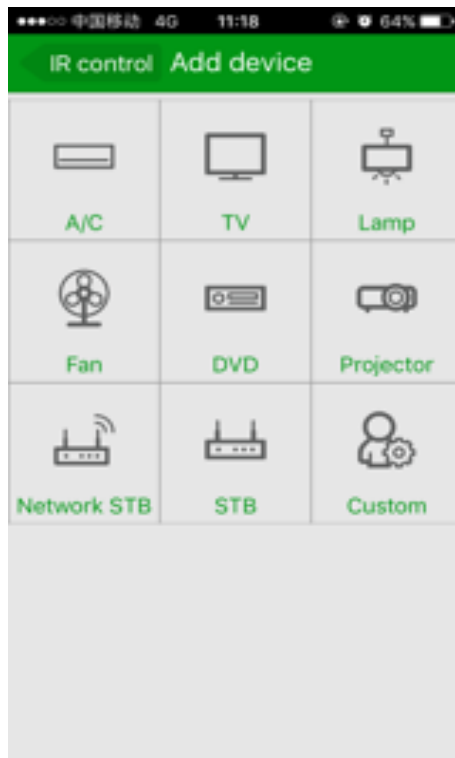 中国移动 4G 11:18 64%
IR control Add device
A/C TV Lamp
Fan DVD Projector
Network STB STB Custom